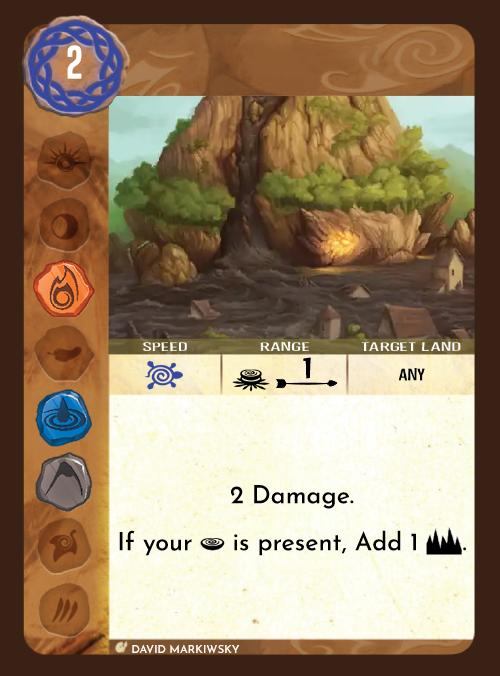 2
SPEED RANGE TARGET LAND
1 ANY
2 Damage.
If your is present, Add 1 .
DAVID MARKIWSKY